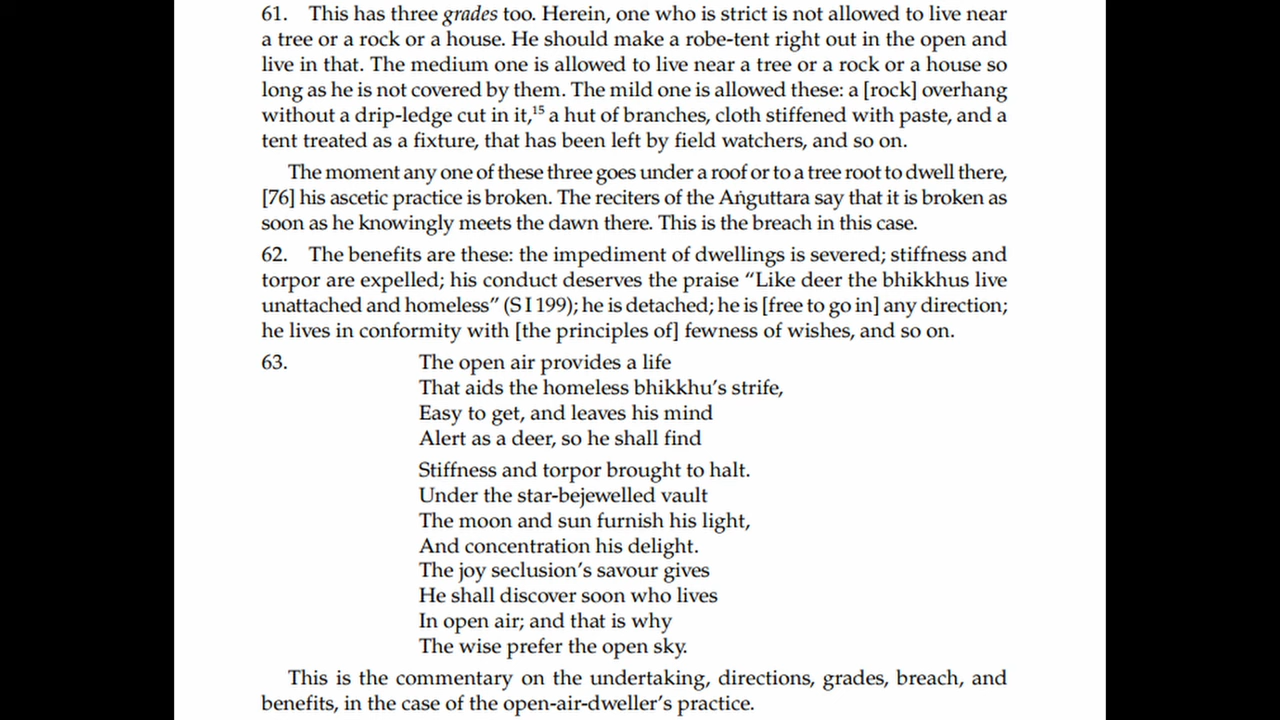 61. This has three grades too. Herein, one who is strict is not allowed to live near
a tree or a rock or a house. He should make a robe-tent right out in the open and
live in that. The medium one is allowed to live near a tree or a rock or a house so
long as he is not covered by them. The mild one is allowed these: a [rock] overhang
without a drip-ledge cut in it,¹⁵ a hut of branches, cloth stiffened with paste, and a
tent treated as a fixture, that has been left by field watchers, and so on.
The moment any one of these three goes under a roof or to a tree root to dwell there,
[76] his ascetic practice is broken. The reciters of the Aṅguttara say that it is broken as
soon as he knowingly meets the dawn there. This is the breach in this case.
62. The benefits are these: the impediment of dwellings is severed; stiffness and
torpor are expelled; his conduct deserves the praise “Like deer the bhikkhus live
unattached and homeless” (S I 199); he is detached; he is [free to go in] any direction;
he lives in conformity with [the principles of] fewness of wishes, and so on.
63. The open air provides a life
That aids the homeless bhikkhu’s strife,
Easy to get, and leaves his mind
Alert as a deer, so he shall find
Stiffness and torpor brought to halt.
Under the star-bejewelled vault
The moon and sun furnish his light,
And concentration his delight.
The joy seclusion’s savour gives
He shall discover soon who lives
In open air; and that is why
The wise prefer the open sky.
This is the commentary on the undertaking, directions, grades, breach, and
benefits, in the case of the open-air-dweller’s practice.